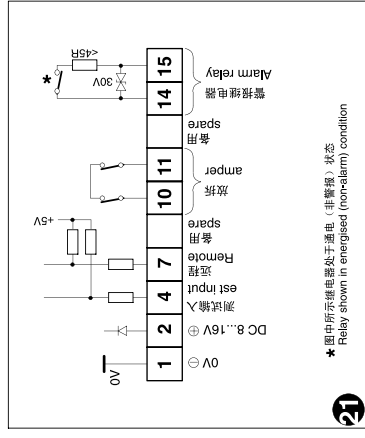 *
<45R
30V
15
14
警报继电器
Alarm relay
备用
spare
11
10
放拆
amper
+5V
备用
spare
7
远程
Remote
4
测试输入
est input
2
⊕ DC 8...16V
0V
1
⊖ 0V
* 图中所示继电器处于通电（非警报）状态
Relay shown in energised (non-alarm) condition
21